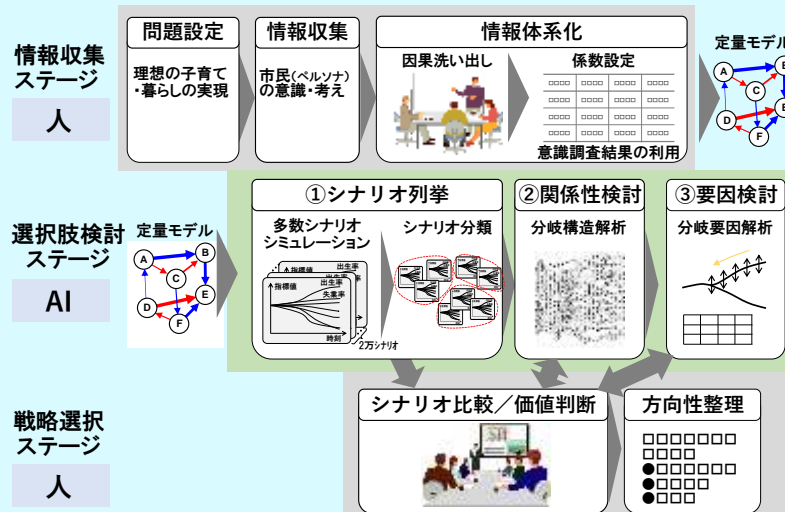 情報収集
ステージ
人
問題設定
理想の子育て
・暮らしの実現
情報収集
市民(ペルソナ)
の意識・考え
情報体系化
因果洗い出し
係数設定
□□□□ □□□□ □□□□ □□□□
□□□□ □□□□ □□□□ □□□□
□□□□ □□□□ □□□□ □□□□
□□□□ □□□□ □□□□ □□□□
意識調査結果の利用
定量モデル
A
B
C
D
E
F
選択肢検討
ステージ
AI
定量モデル
A
B
C
D
E
F
①シナリオ列挙
多数シナリオ
シミュレーション
出生率
出生率
指標値
出生率
失業率
時刻
2万シナリオ
シナリオ分類
②関係性検討
分岐構造解析
③要因検討
分岐要因解析
戦略選択
ステージ
人
シナリオ比較/価値判断
方向性整理
□□□□□□□
□□□□
●□□□□□□
●□□□□
●□□□